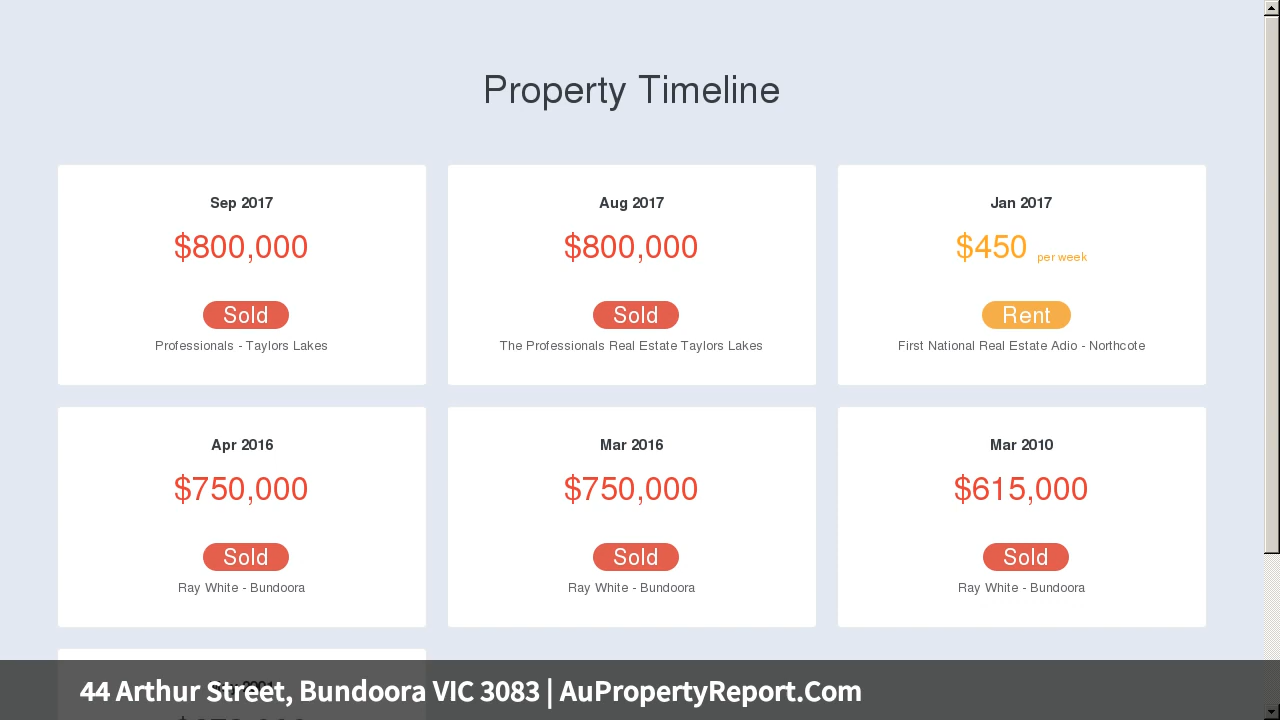 Property Timeline
Sep 2017
$800,000
Sold
Professionals - Taylors Lakes
Aug 2017
$800,000
Sold
The Professionals Real Estate Taylors Lakes
Jan 2017
$450 per week
Rent
First National Real Estate Adio - Northcote
Apr 2016
$750,000
Sold
Ray White - Bundoora
Mar 2016
$750,000
Sold
Ray White - Bundoora
Mar 2010
$615,000
Sold
Ray White - Bundoora
44 Arthur Street, Bundoora VIC 3083 | AuPropertyReport.Com